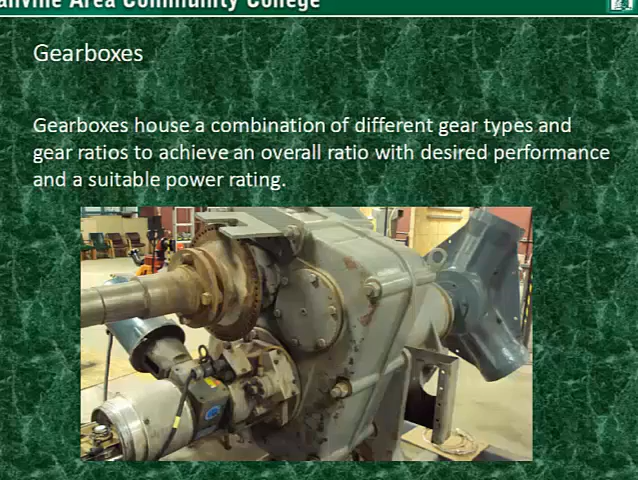 Area Community College
Gearboxes
Gearboxes house a combination of different gear types and
gear ratios to achieve an overall ratio with desired performance
and a suitable power rating.